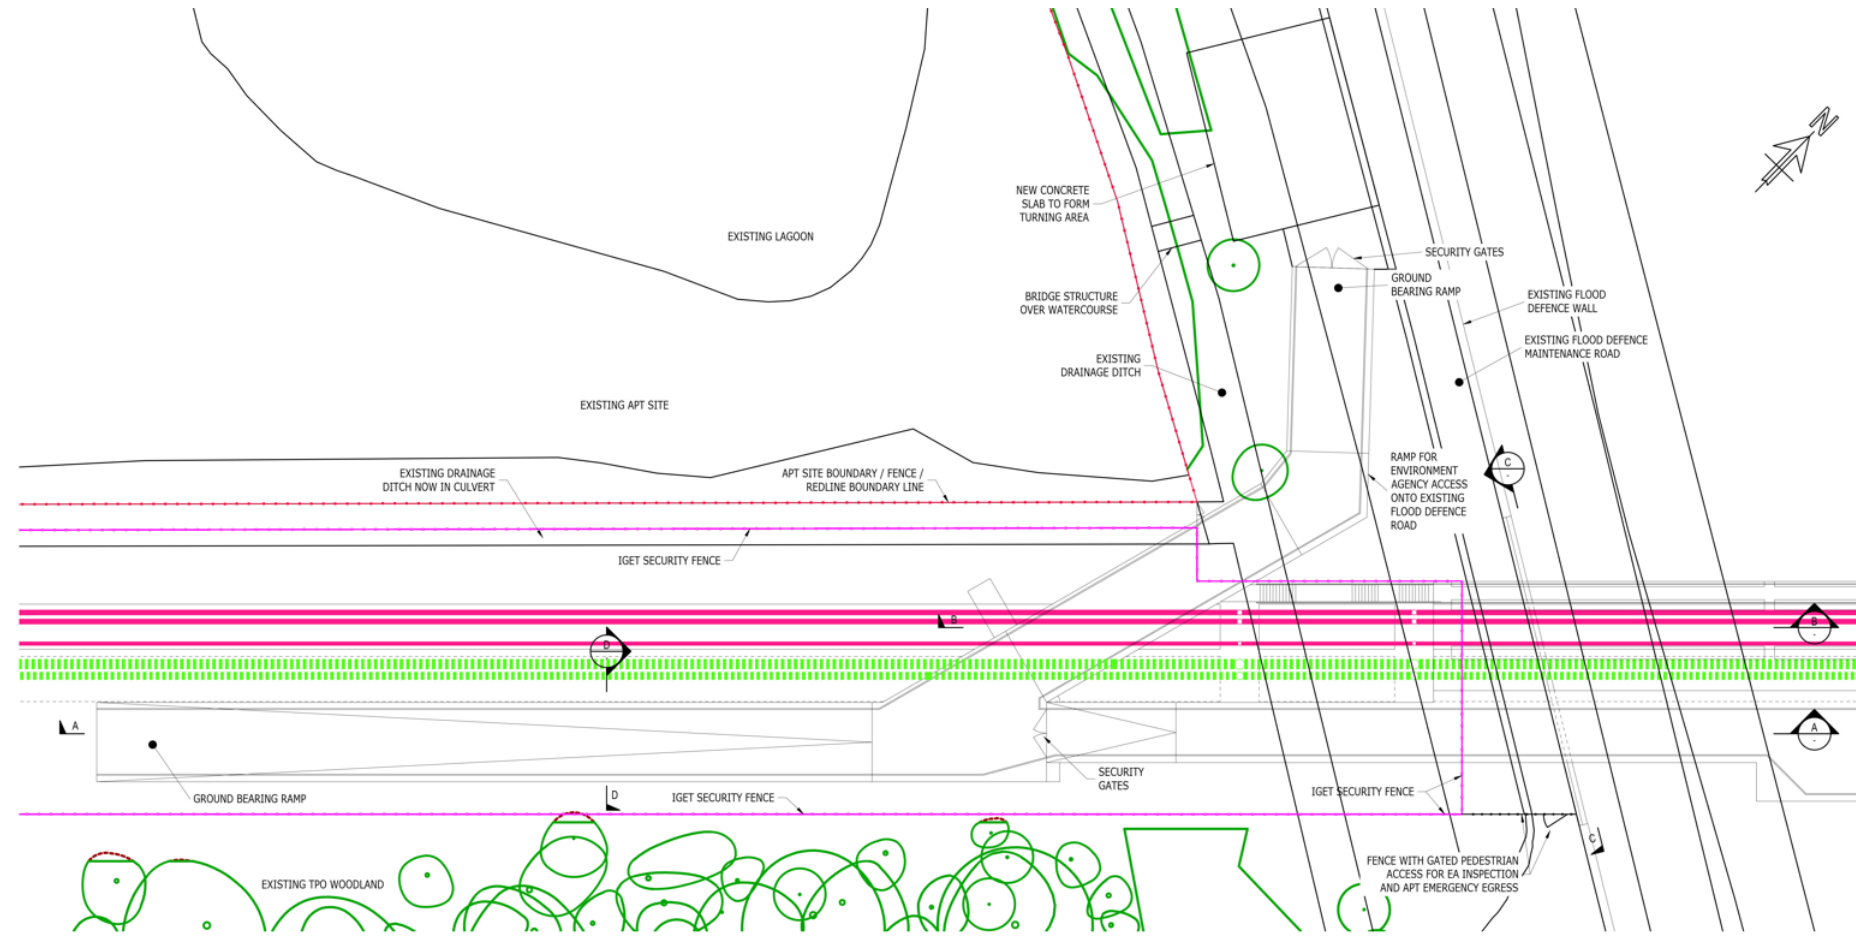 N
NEW CONCRETE
SLAB TO FORM
TURNING AREA
EXISTING LAGOON
SECURITY GATES
GROUND
BEARING RAMP
BRIDGE STRUCTURE
OVER WATERCOURSE
EXISTING FLOOD
DEFENCE WALL
EXISTING FLOOD DEFENCE
MAINTENANCE ROAD
EXISTING
DRAINAGE DITCH
EXISTING APT SITE
EXISTING DRAINAGE
DITCH NOW IN CULVERT
APT SITE BOUNDARY / FENCE /
REDLINE BOUNDARY LINE
RAMP FOR
ENVIRONMENT
AGENCY ACCESS
ONTO EXISTING
FLOOD DEFENCE
ROAD
C
-
IGET SECURITY FENCE
B
B
-
D
-
A
A
-
SECURITY
GATES
GROUND BEARING RAMP
D
IGET SECURITY FENCE
IGET SECURITY FENCE
C
FENCE WITH GATED PEDESTRIAN
ACCESS FOR EA INSPECTION
AND APT EMERGENCY EGRESS
EXISTING TPO WOODLAND